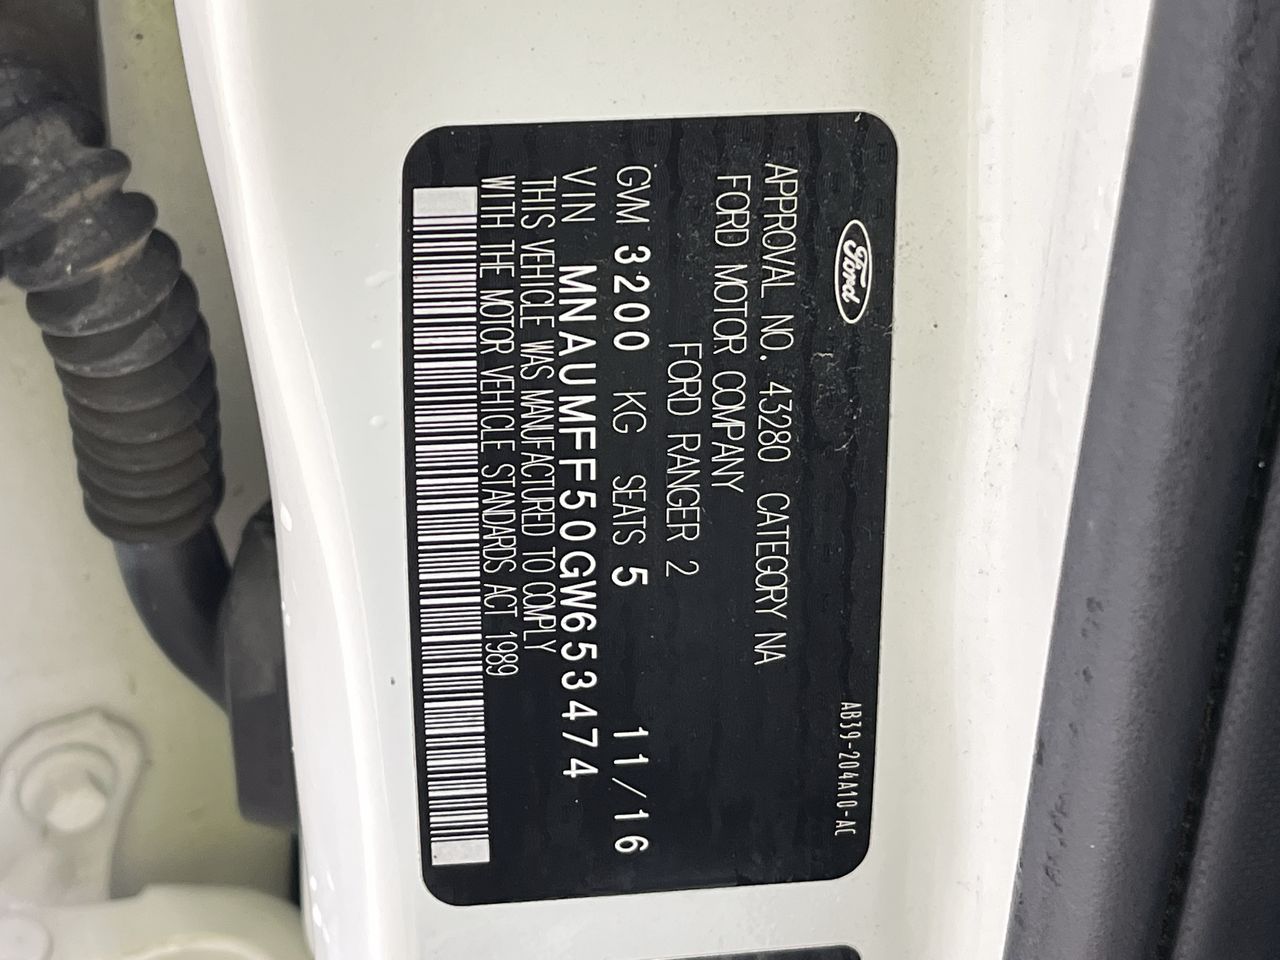 Ford
AB39-204A10-AC
APPROVAL NO. 43280 CATEGORY NA
FORD MOTOR COMPANY
FORD RANGER 2
GVM 3200 KG SEATS 5 11/16
VIN MNAUMFF50GW653474
THIS VEHICLE WAS MANUFACTURED TO COMPLY
WITH THE MOTOR VEHICLE STANDARDS ACT 1989